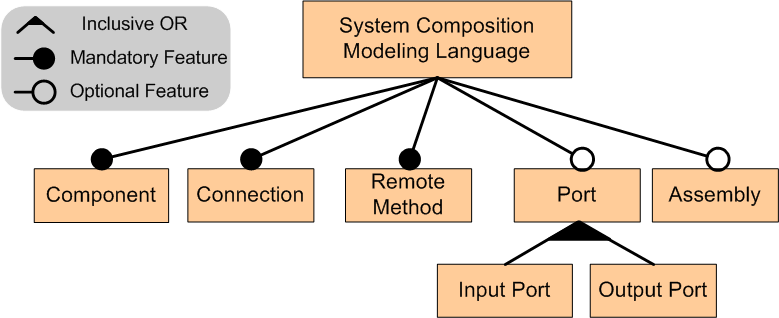 Inclusive OR
Mandatory Feature
Optional Feature
System Composition
Modeling Language
Component
Connection
Remote
Method
Port
Assembly
Input Port
Output Port